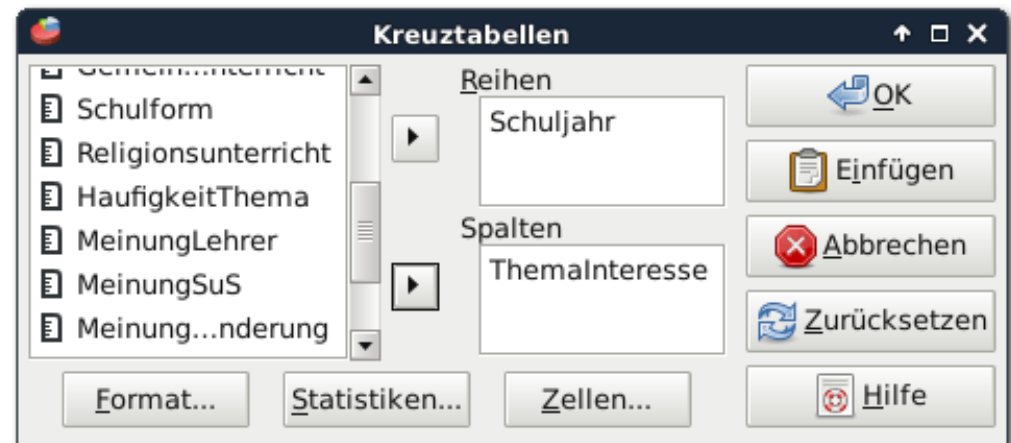 Kreuztabellen
Schulform
Religionsunterricht
HaufigkeitThema
MeinungLehrer
MeinungSuS
Meinung...nderung
Reihen
Schuljahr
Spalten
ThemaInteresse
OK
Einfügen
Abbrechen
Zurücksetzen
Hilfe
Format...
Statistiken...
Zellen...